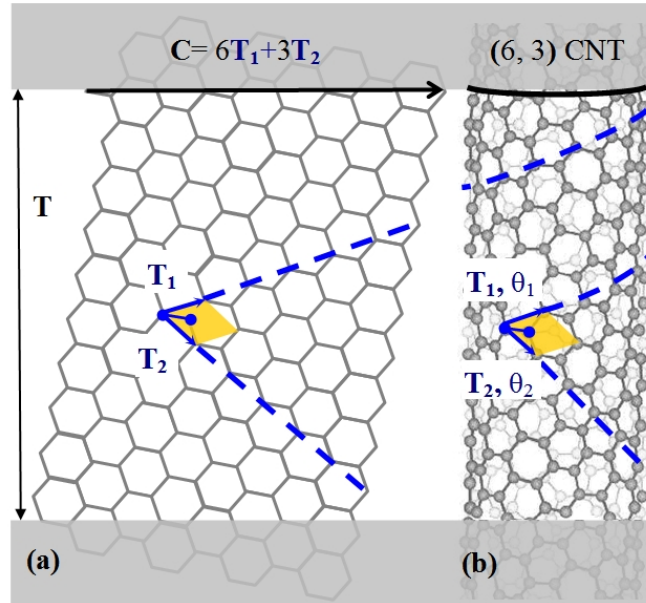 C= 6T₁+3T₂
(6, 3) CNT
T
T₁
T₂
T₁, θ₁
T₂, θ₂
(a)
(b)